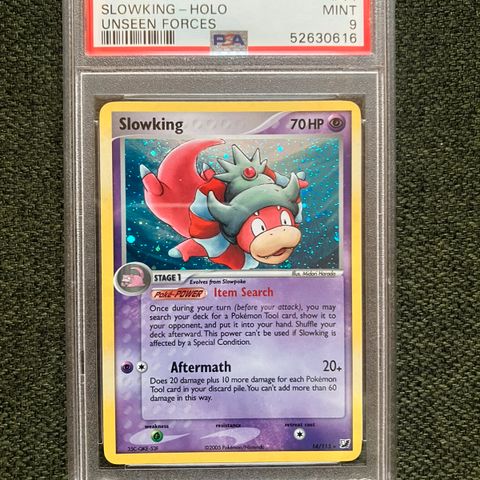 SLOWKING – HOLO
MINT
UNSEEN FORCES
9
PSA
52630616
Slowking
70 HP
Illus. Midori Harada
STAGE 1
Evolves from Slowpoke
Poké-POWER Item Search
Once during your turn (before your attack), you may
search your deck for a Pokémon Tool card, show it to
your opponent, and put it into your hand. Shuffle your deck
afterward. This power can't be used if Slowking is
affected by a Special Condition.
Aftermath 20+
Does 20 damage plus 10 more damage for each Pokémon
Tool card in your discard pile. You can't add more than 60
damage in this way.
weakness
resistance
retreat cost
©2005 Pokémon/Nintendo
14/115